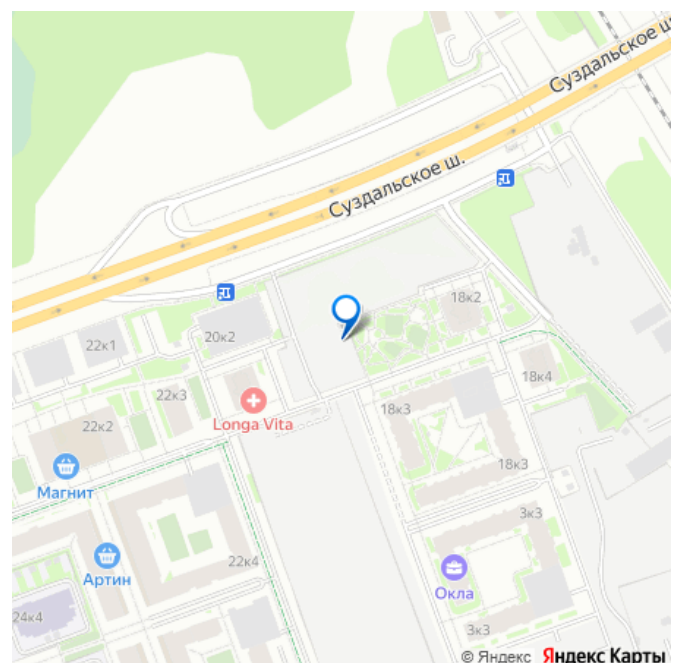 Суздальское ш
Суздальское ш.
18к2
20к2
22к1
18к4
22к3
18к3
22к2
Longa Vita
18к3
Магнит
3к3
22к4
Артин
Окла
24к4
3к3
© Яндекс Яндекс Карты